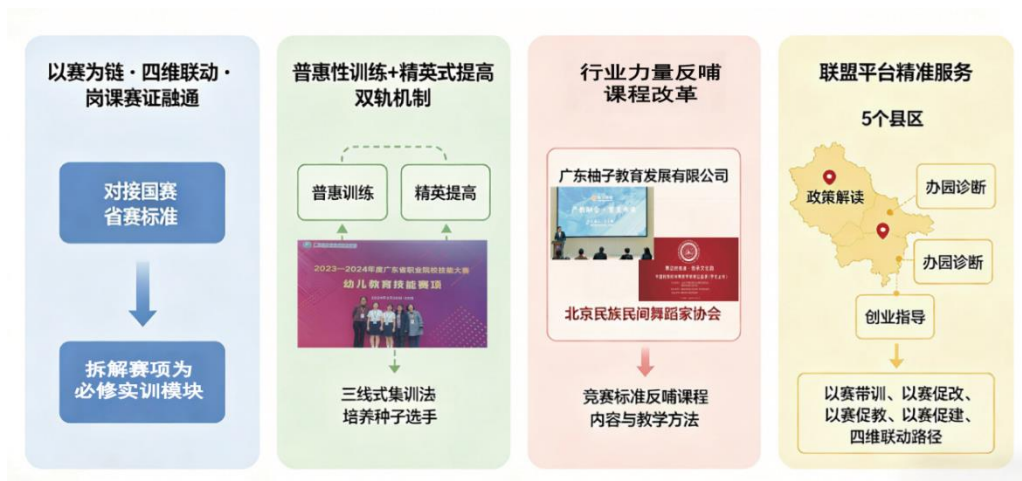 以赛为链·四维联动·
岗课赛证融通
对接国赛
省赛标准
拆解赛项为
必修实训模块
普惠性训练+精英式提高
双轨机制
普惠训练
精英提高
2023—2024年度广东省职业院校技能大赛
幼儿教育技能赛项
三线式集训法
培养种子选手
行业力量反哺
课程改革
广东柚子教育发展有限公司
北京民族民间舞蹈家协会
竞赛标准反哺课程
内容与教学方法
联盟平台精准服务
5个县区
政策解读
办园诊断
办园诊断
创业指导
以赛带训、以赛促改、
以赛促教、以赛促建、
四维联动路径